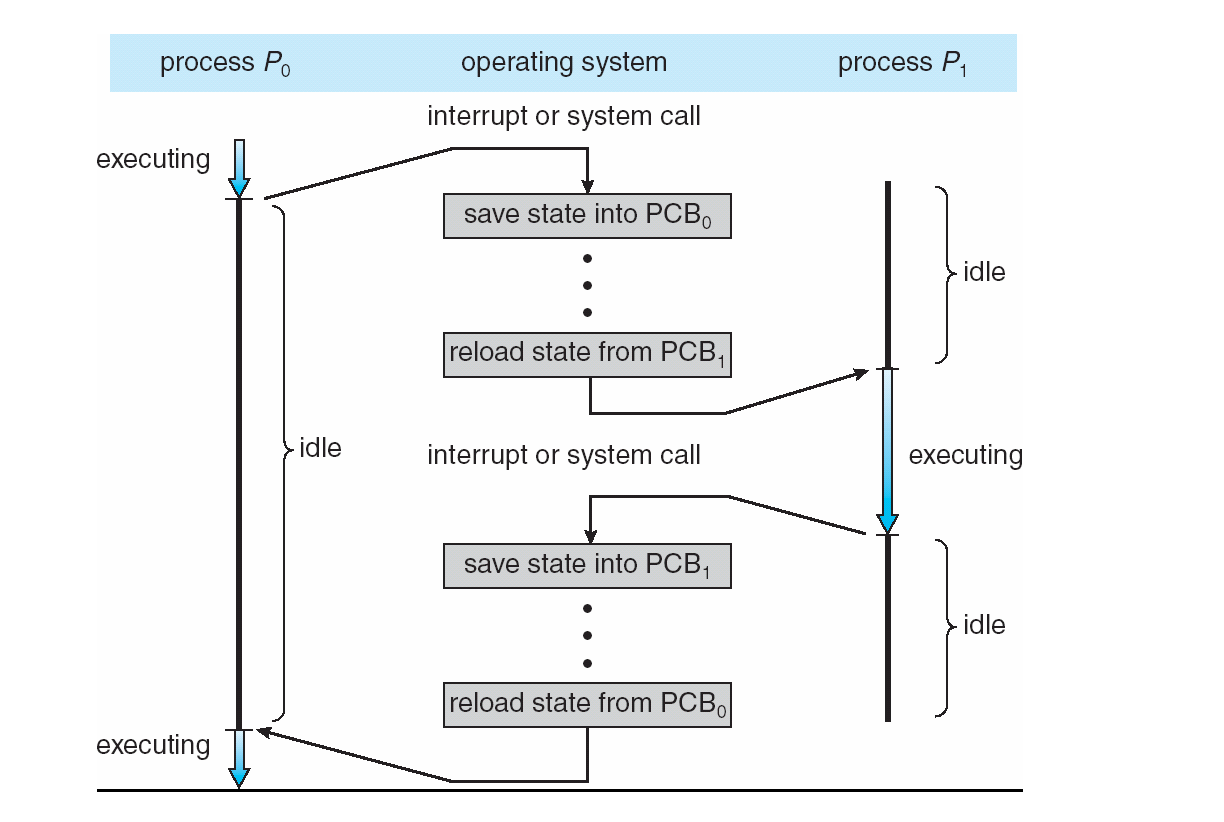 process P₀ operating system process P₁
interrupt or system call
executing
save state into PCB₀
idle
reload state from PCB₁
idle
interrupt or system call
executing
save state into PCB₁
idle
reload state from PCB₀
executing